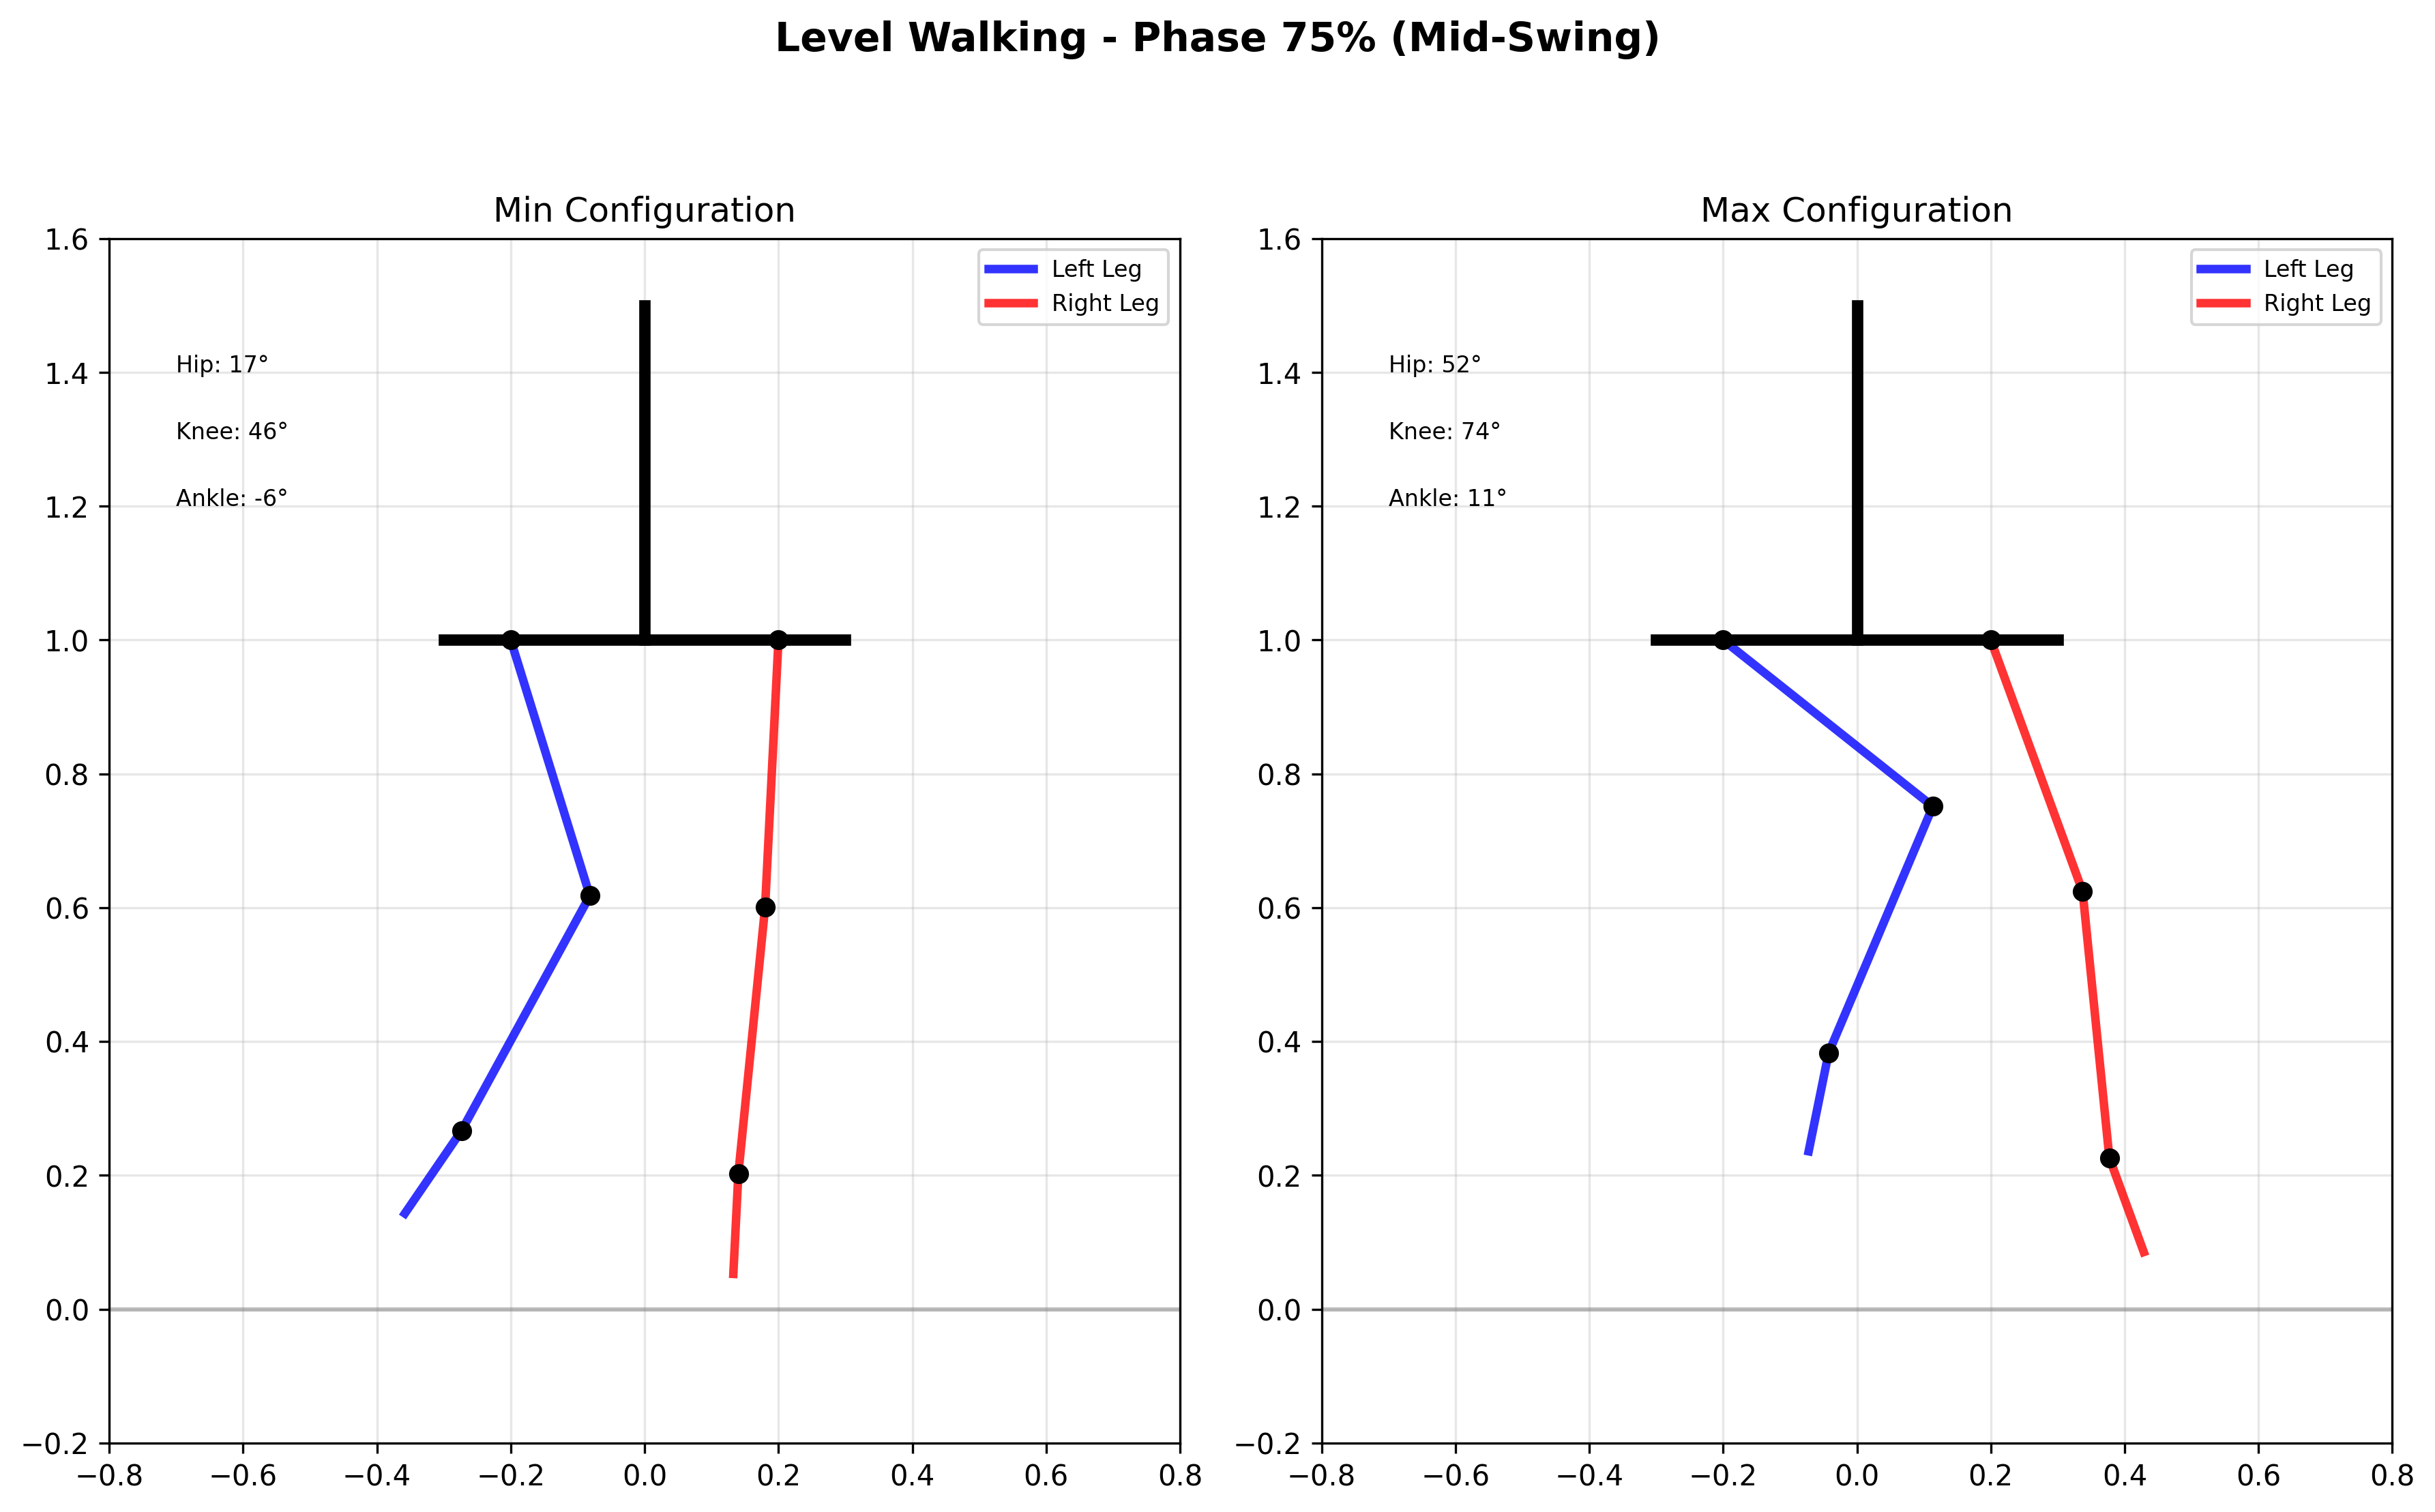 Level Walking - Phase 75% (Mid-Swing)
Min Configuration
Left Leg
Right Leg
Hip: 17°
Knee: 46°
Ankle: -6°
1.6
1.4
1.2
1.0
0.8
0.6
0.4
0.2
0.0
−0.2
−0.8
−0.6
−0.4
−0.2
0.0
0.2
0.4
0.6
0.8
Max Configuration
Left Leg
Right Leg
Hip: 52°
Knee: 74°
Ankle: 11°
1.6
1.4
1.2
1.0
0.8
0.6
0.4
0.2
0.0
−0.2
−0.8
−0.6
−0.4
−0.2
0.0
0.2
0.4
0.6
0.8